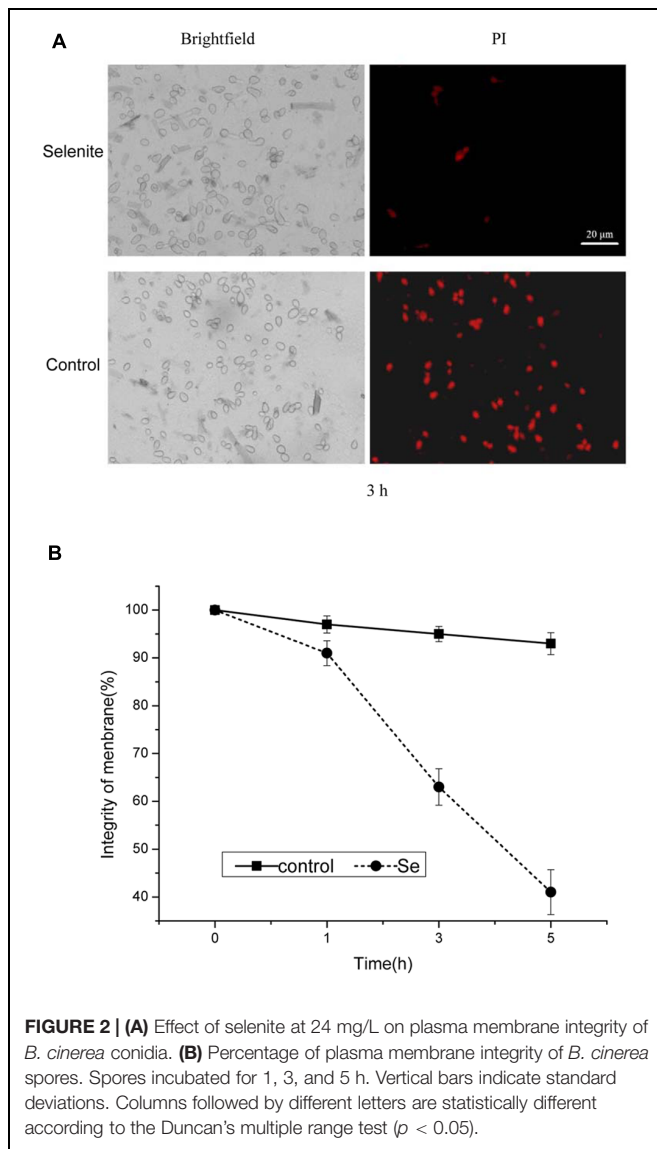 A
Brightfield
PI
Selenite
20 μm
Control
3 h
B
100
90
80
70
60
50
40
Integrity of menbrane(%)
control
Se
0
1
3
5
Time(h)
FIGURE 2 | (A) Effect of selenite at 24 mg/L on plasma membrane integrity of
B. cinerea conidia. (B) Percentage of plasma membrane integrity of B. cinerea
spores. Spores incubated for 1, 3, and 5 h. Vertical bars indicate standard
deviations. Columns followed by different letters are statistically different
according to the Duncan's multiple range test (p < 0.05).